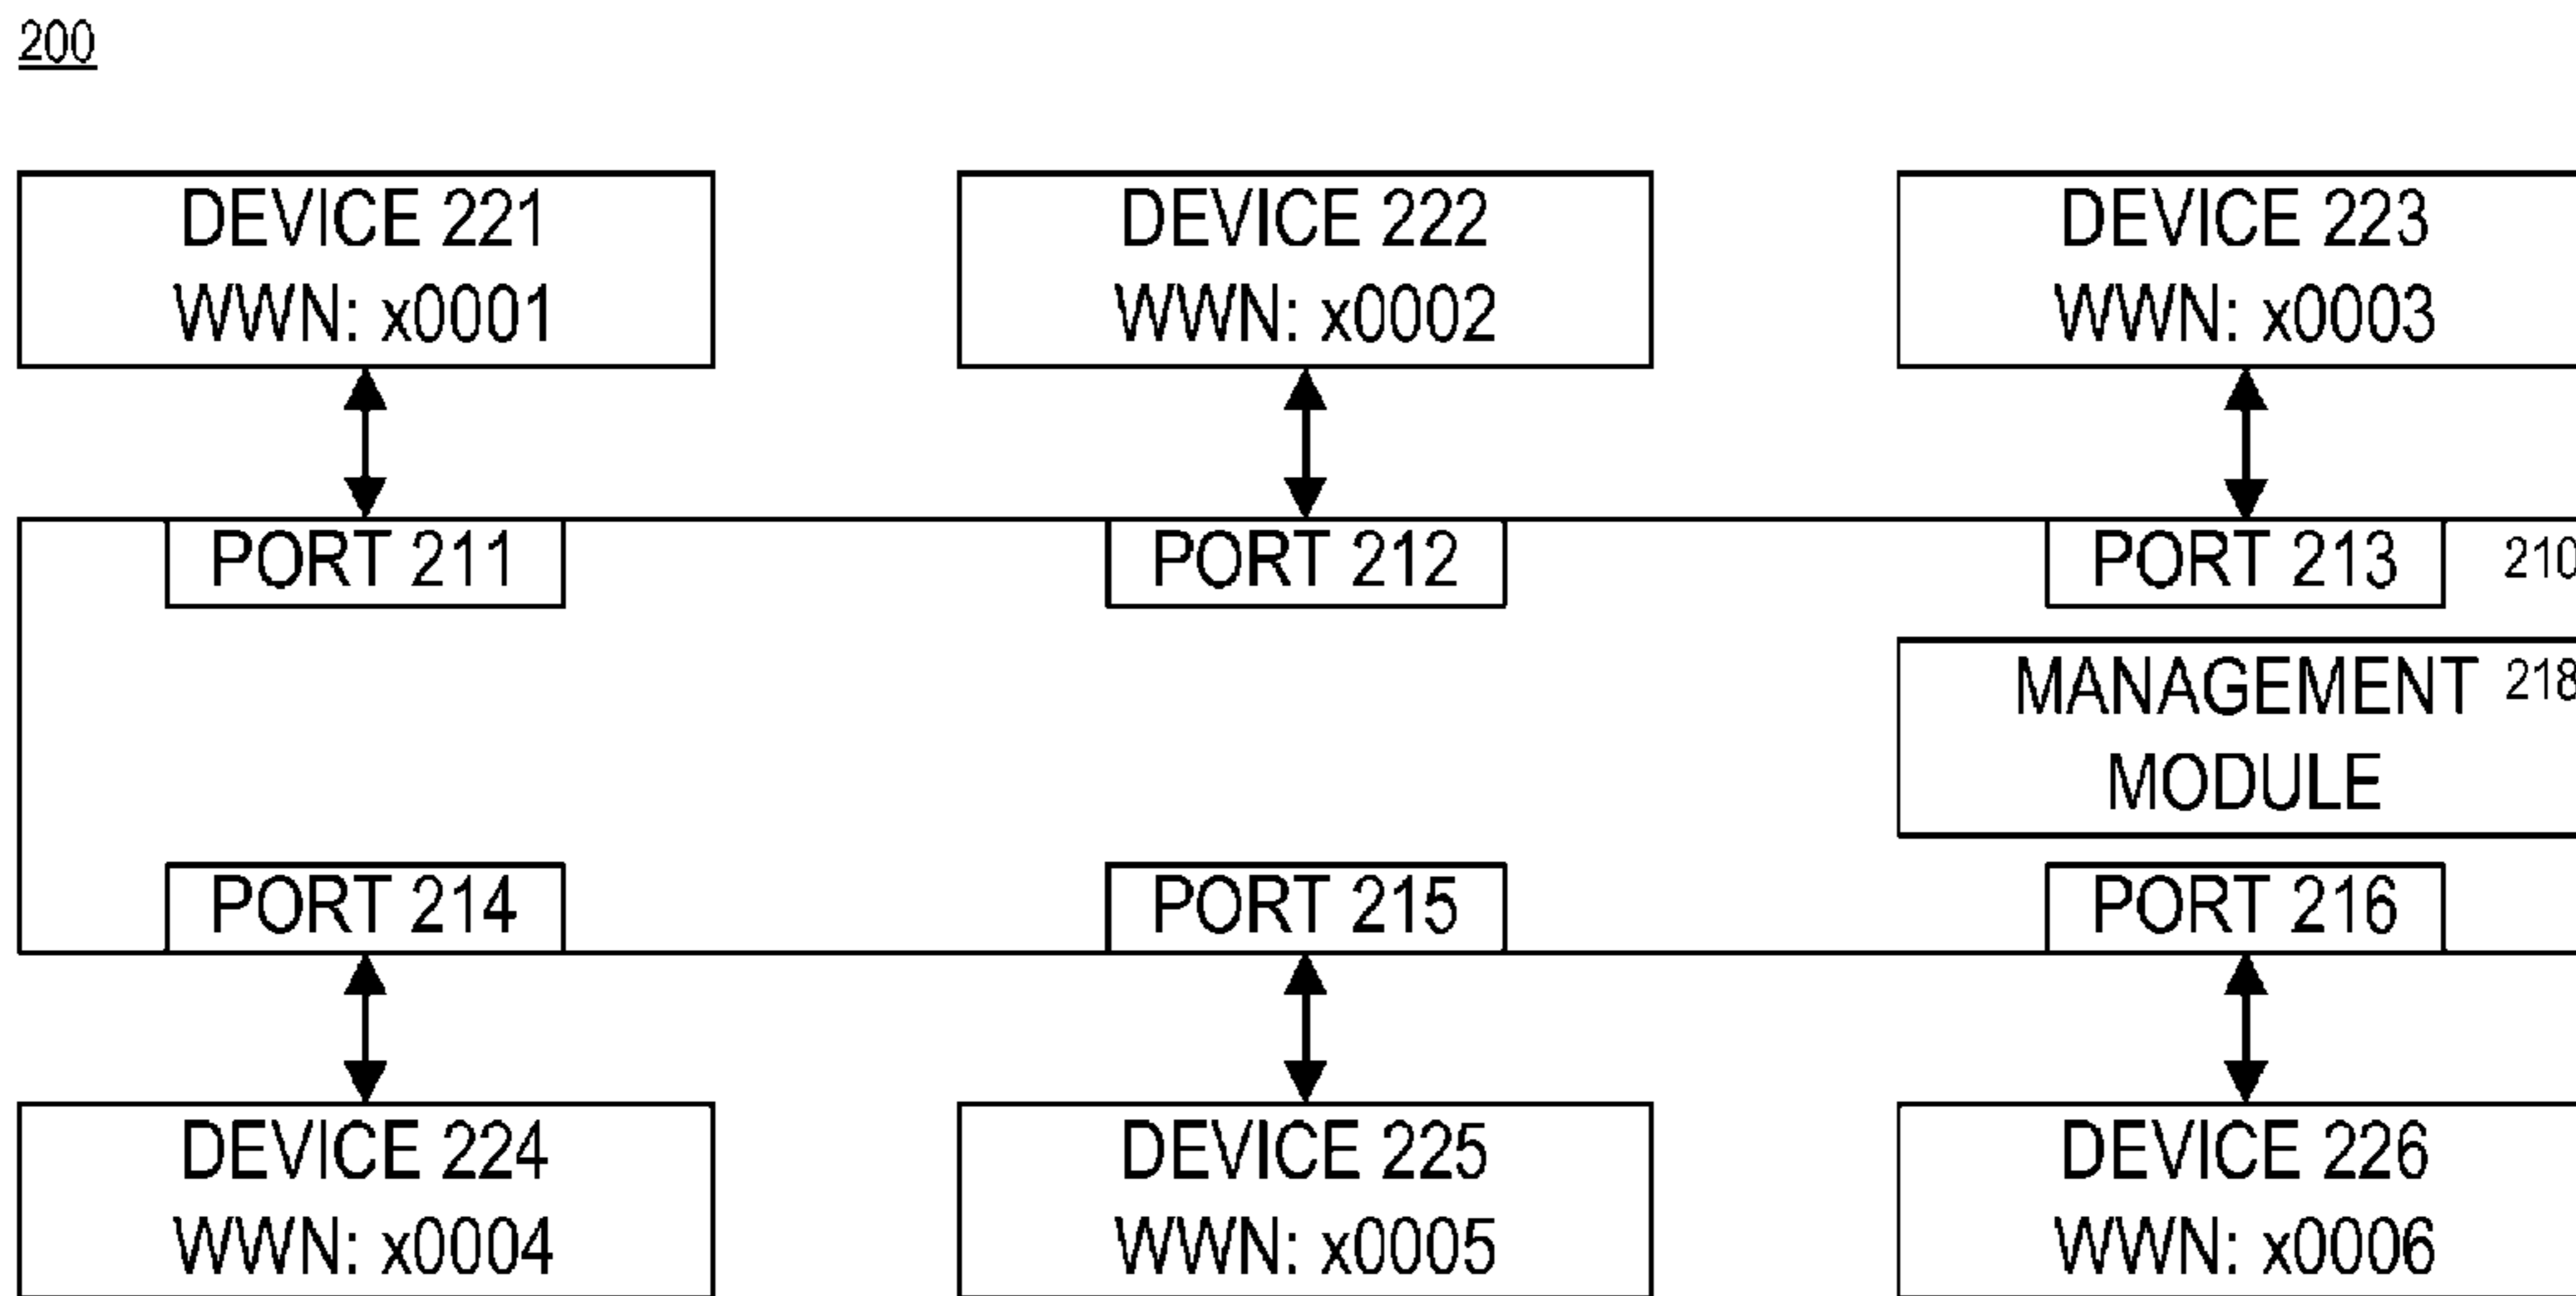 200
DEVICE 221 DEVICE 222 DEVICE 223
WWN: x0001 WWN: x0002 WWN: x0003
PORT 211 PORT 212 PORT 213 210
MANAGEMENT 218
MODULE
PORT 214 PORT 215 PORT 216
DEVICE 224 DEVICE 225 DEVICE 226
WWN: x0004 WWN: x0005 WWN: x0006